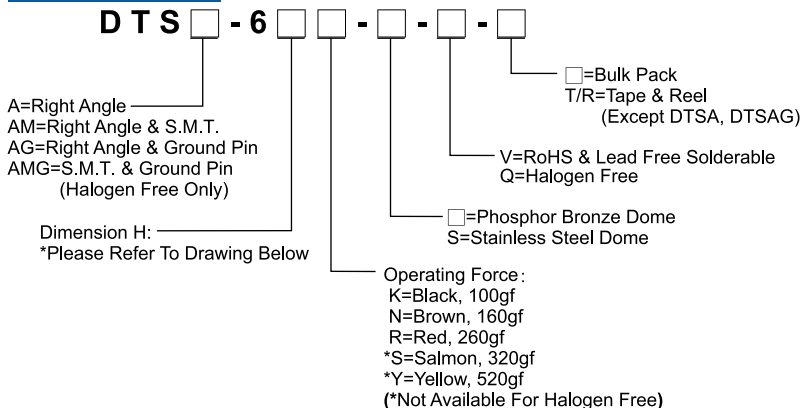 DTS□-6□□-□-□-□
□=Bulk Pack
T/R=Tape & Reel
(Except DTSA, DTSAG)
A=Right Angle
AM=Right Angle & S.M.T.
AG=Right Angle & Ground Pin
AMG=S.M.T. & Ground Pin
(Halogen Free Only)
V=RoHS & Lead Free Solderable
Q=Halogen Free
□=Phosphor Bronze Dome
S=Stainless Steel Dome
Dimension H:
*Please Refer To Drawing Below
Operating Force:
K=Black, 100gf
N=Brown, 160gf
R=Red, 260gf
*S=Salmon, 320gf
*Y=Yellow, 520gf
(*Not Available For Halogen Free)